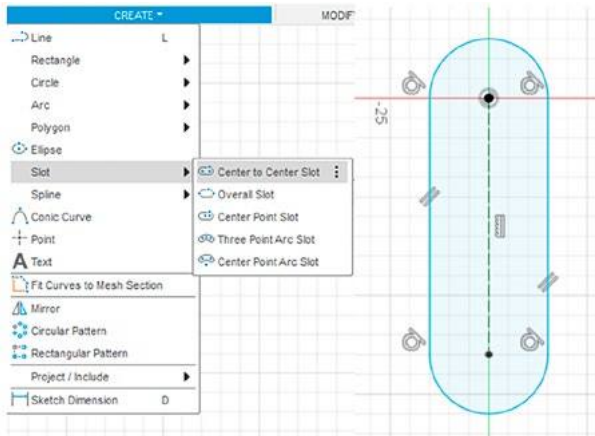 CREATE
MODIF
Line L
Rectangle
Circle
Arc
Polygon
Ellipse
Slot
Center to Center Slot
Overall Slot
Center Point Slot
Three Point Arc Slot
Center Point Arc Slot
Spline
Conic Curve
Point
A Text
Fit Curves to Mesh Section
Mirror
Circular Pattern
Rectangular Pattern
Project / Include
Sketch Dimension D
-25